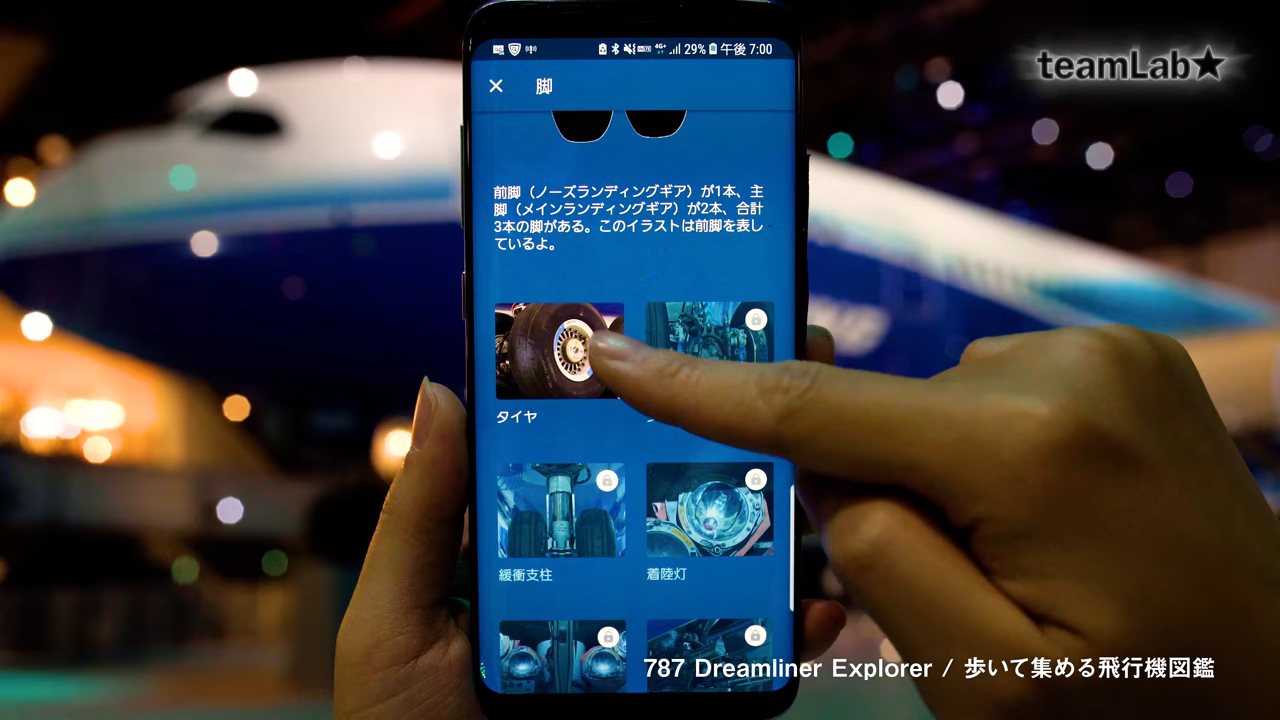 teamLab★
4G+ 29% 午後 7:00
脚
前脚（ノーズランディングギア）が1本、主
脚（メインランディングギア）が2本、合計
3本の脚がある。このイラストは前脚を表し
ているよ。
タイヤ
緩衝支柱
着陸灯
787 Dreamliner Explorer / 歩いて集める飛行機図鑑